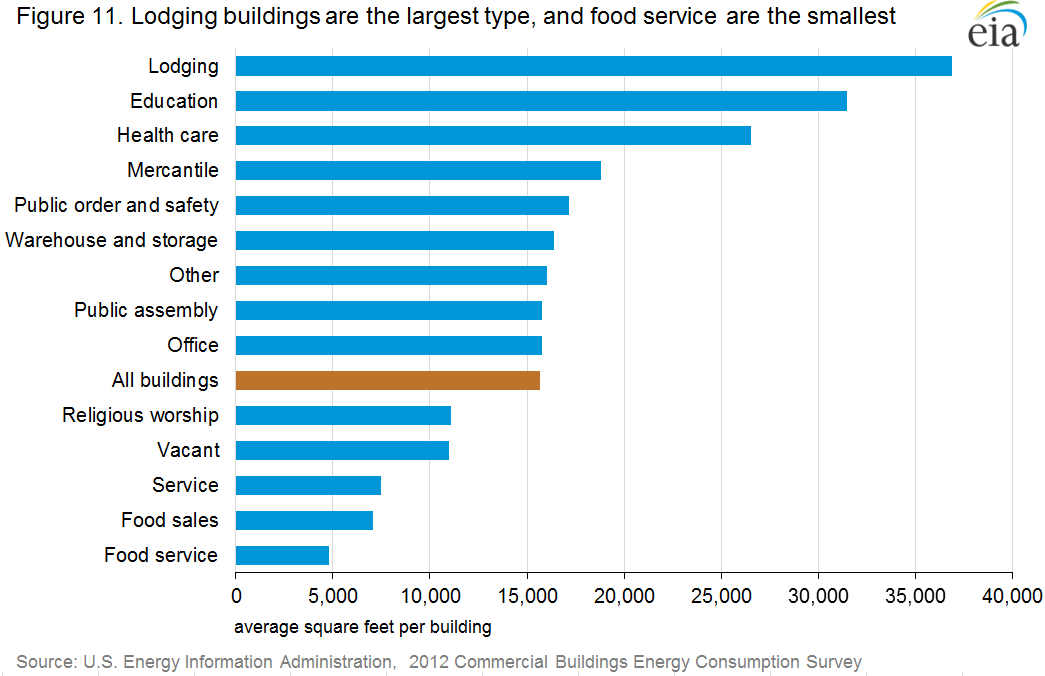 Figure 11. Lodging buildings are the largest type, and food service are the smallest
eia
Lodging
Education
Health care
Mercantile
Public order and safety
Warehouse and storage
Other
Public assembly
Office
All buildings
Religious worship
Vacant
Service
Food sales
Food service
0 5,000 10,000 15,000 20,000 25,000 30,000 35,000 40,000
average square feet per building
Source: U.S. Energy Information Administration, 2012 Commercial Buildings Energy Consumption Survey